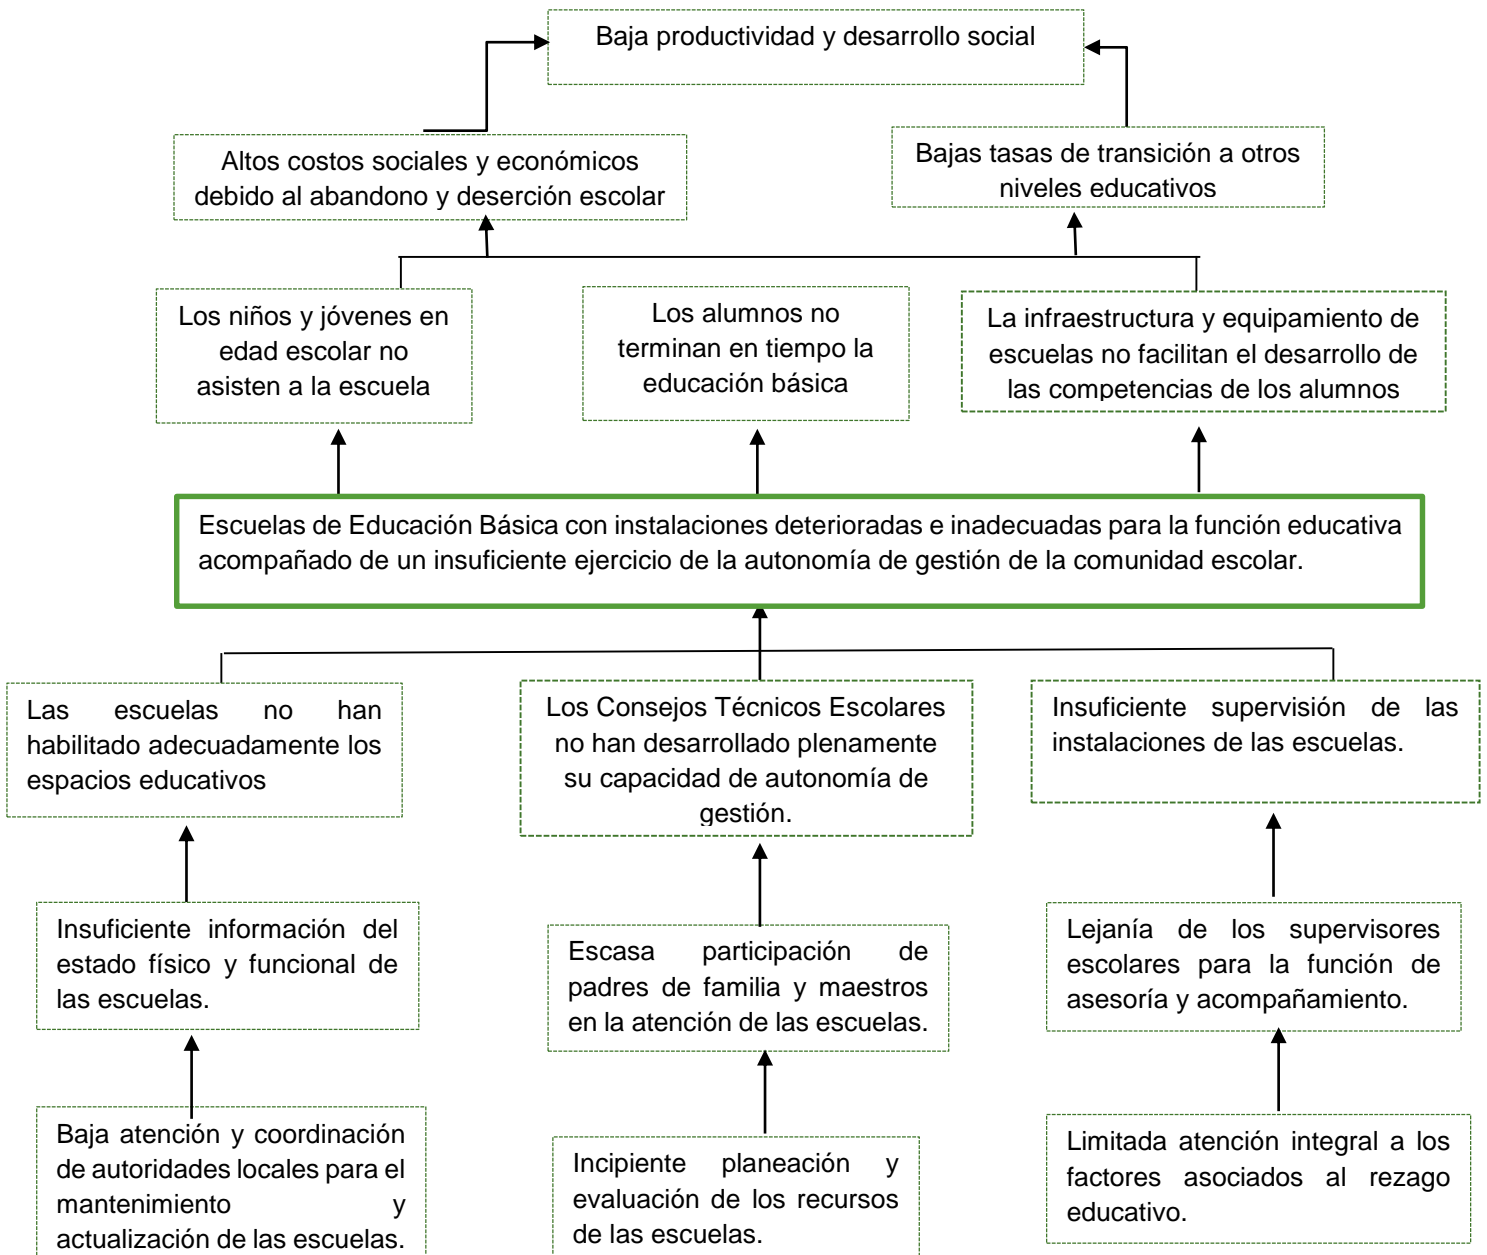 Baja productividad y desarrollo social
Altos costos sociales y económicos
debido al abandono y deserción escolar
Bajas tasas de transición a otros
niveles educativos
Los niños y jóvenes en
edad escolar no
asisten a la escuela
Los alumnos no
terminan en tiempo la
educación básica
La infraestructura y equipamiento de
escuelas no facilitan el desarrollo de
las competencias de los alumnos
Escuelas de Educación Básica con instalaciones deterioradas e inadecuadas para la función educativa
acompañado de un insuficiente ejercicio de la autonomía de gestión de la comunidad escolar.
Las escuelas no han
habilitado adecuadamente los
espacios educativos
Los Consejos Técnicos Escolares
no han desarrollado plenamente
su capacidad de autonomía de
gestión.
Insuficiente supervisión de las
instalaciones de las escuelas.
Insuficiente información del
estado físico y funcional de
las escuelas.
Escasa participación de
padres de familia y maestros
en la atención de las escuelas.
Lejanía de los supervisores
escolares para la función de
asesoría y acompañamiento.
Baja atención y coordinación
de autoridades locales para el
mantenimiento y
actualización de las escuelas.
Incipiente planeación y
evaluación de los recursos
de las escuelas.
Limitada atención integral a los
factores asociados al rezago
educativo.